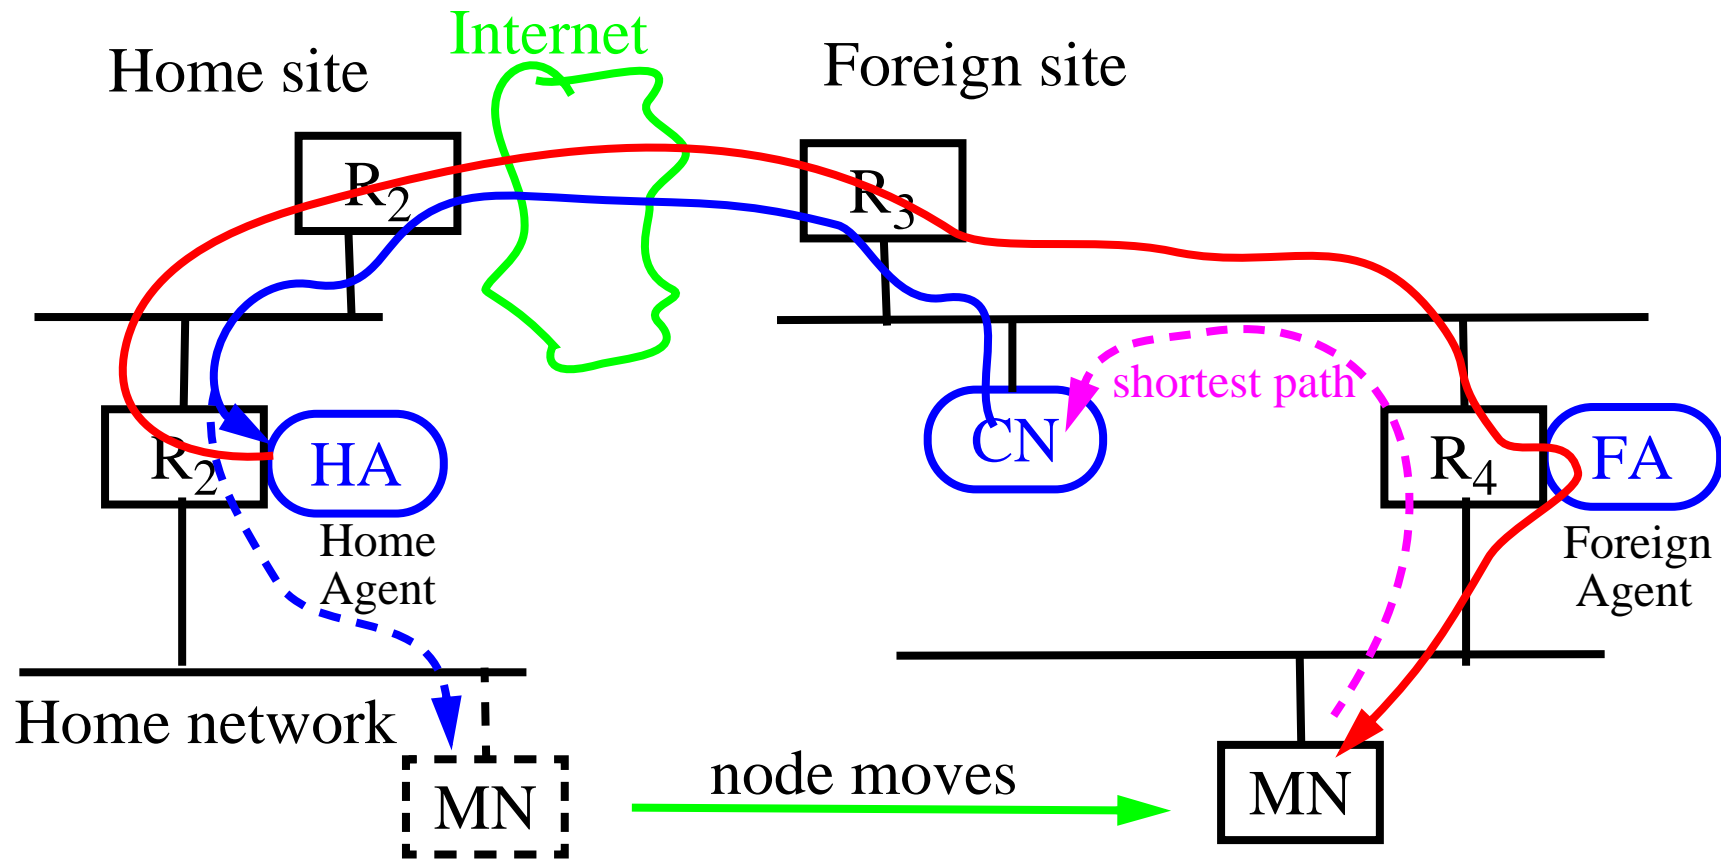 Internet
Home site
Foreign site
R2
R3
shortest path
R2
HA
CN
R4
FA
Home
Agent
Foreign
Agent
Home network
node moves
MN
MN